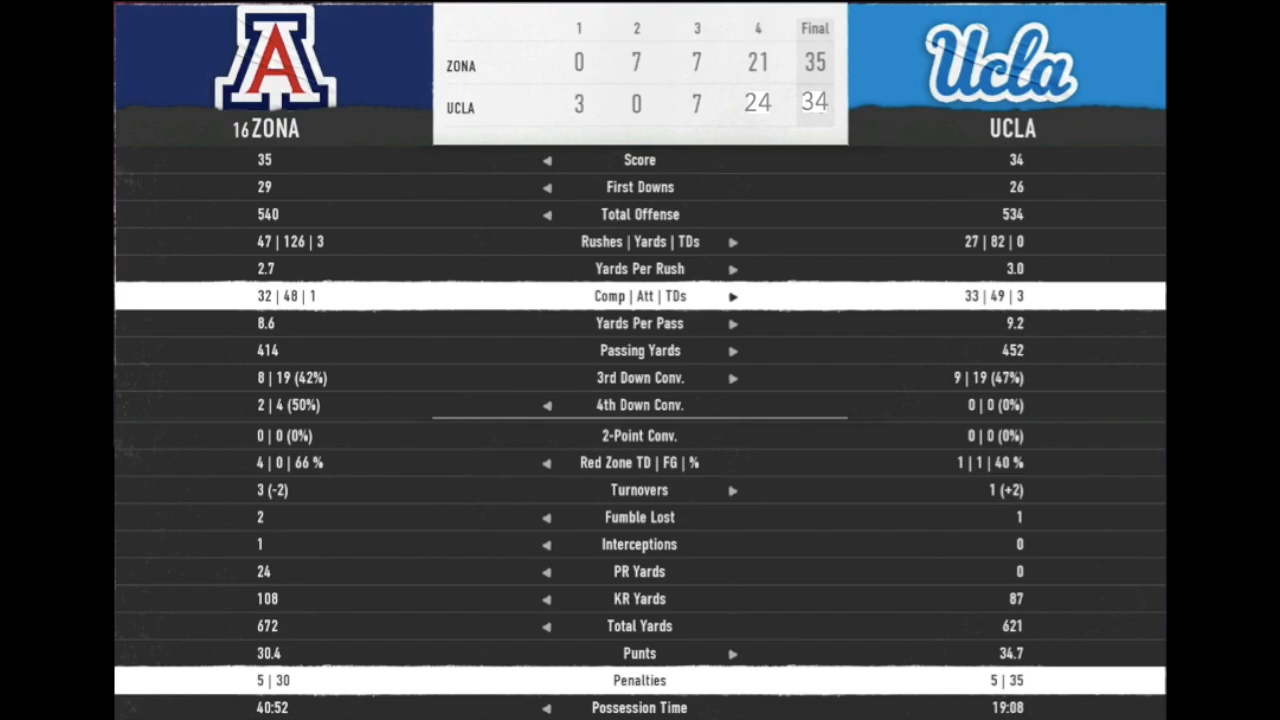 A
1 2 3 4 Final
ZONA 0 7 7 21 35
UCLA 3 0 7 24 34
Ucla
16 ZONA UCLA
35 Score 34
29 First Downs 26
540 Total Offense 534
47 | 126 | 3 Rushes | Yards | TDs 27 | 82 | 0
2.7 Yards Per Rush 3.0
32 | 48 | 1 Comp | Att | TDs 33 | 49 | 3
8.6 Yards Per Pass 9.2
414 Passing Yards 452
8 | 19 (42%) 3rd Down Conv. 9 | 19 (47%)
2 | 4 (50%) 4th Down Conv. 0 | 0 (0%)
0 | 0 (0%) 2-Point Conv. 0 | 0 (0%)
4 | 0 | 66 % Red Zone TD | FG | % 1 | 1 | 40 %
3 (-2) Turnovers 1 (+2)
2 Fumble Lost 1
1 Interceptions 0
24 PR Yards 0
108 KR Yards 87
672 Total Yards 621
30.4 Punts 34.7
5 | 30 Penalties 5 | 35
40:52 Possession Time 19:08